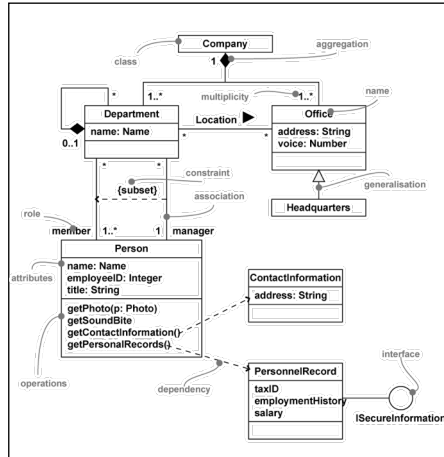 Company
aggregation
class
1
multiplicity
1..*
1..*
name
*
Department
name: Name
0..1
Location
*
*
Office
address: String
voice: Number
*
*
constraint
{subset}
generalisation
association
Headquarters
role
member
1..*
1
manager
Person
attributes
name: Name
employeeID: Integer
title: String
getPhoto(p: Photo)
getSoundBite
getContactInformation()
getPersonalRecords()
operations
dependency
ContactInformation
address: String
PersonnelRecord
taxID
employmentHistory
salary
interface
ISecureInformation